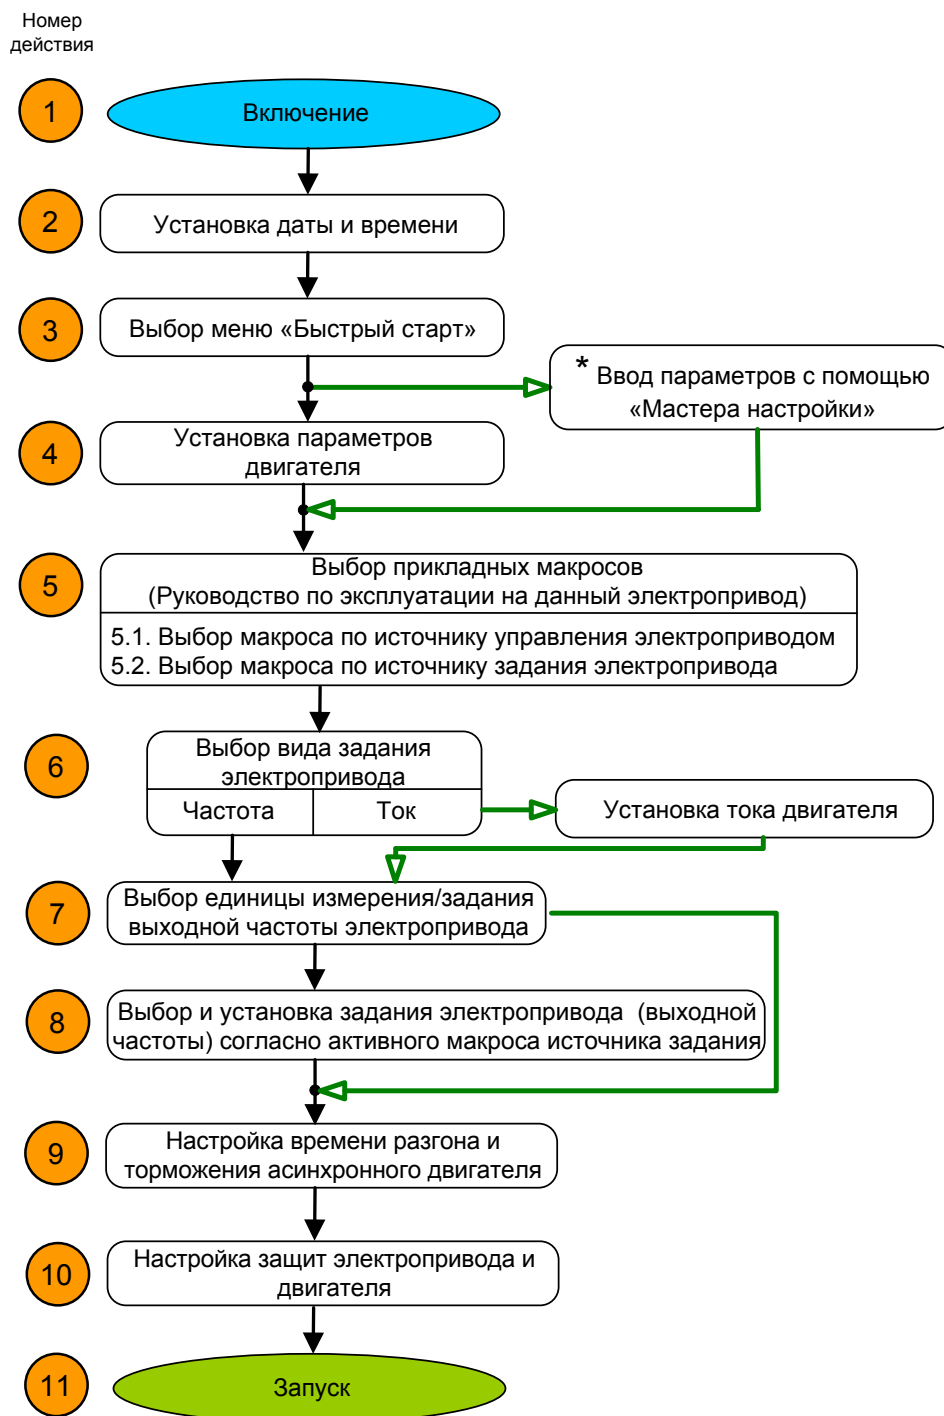 Номер
действия
1
Включение
2
Установка даты и времени
3
Выбор меню «Быстрый старт»
* Ввод параметров с помощью
«Мастера настройки»
4
Установка параметров
двигателя
5
Выбор прикладных макросов
(Руководство по эксплуатации на данный электропривод)
5.1. Выбор макроса по источнику управления электроприводом
5.2. Выбор макроса по источнику задания электропривода
6
Выбор вида задания
электропривода
Частота
Ток
Установка тока двигателя
7
Выбор единицы измерения/задания
выходной частоты электропривода
8
Выбор и установка задания электропривода (выходной
частоты) согласно активного макроса источника задания
9
Настройка времени разгона и
торможения асинхронного двигателя
10
Настройка защит электропривода и
двигателя
11
Запуск